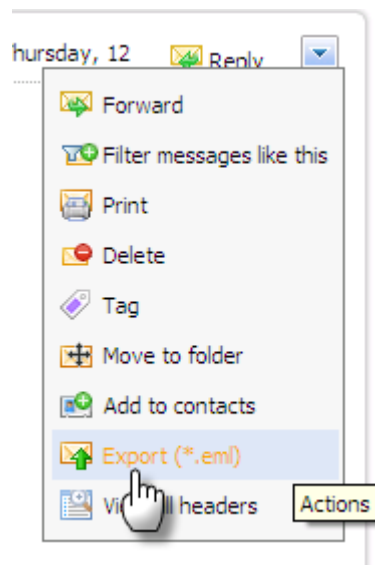 hursday, 12 Reply
Forward
Filter messages like this
Print
Delete
Tag
Move to folder
Add to contacts
Export (*.eml)
headers
Actions